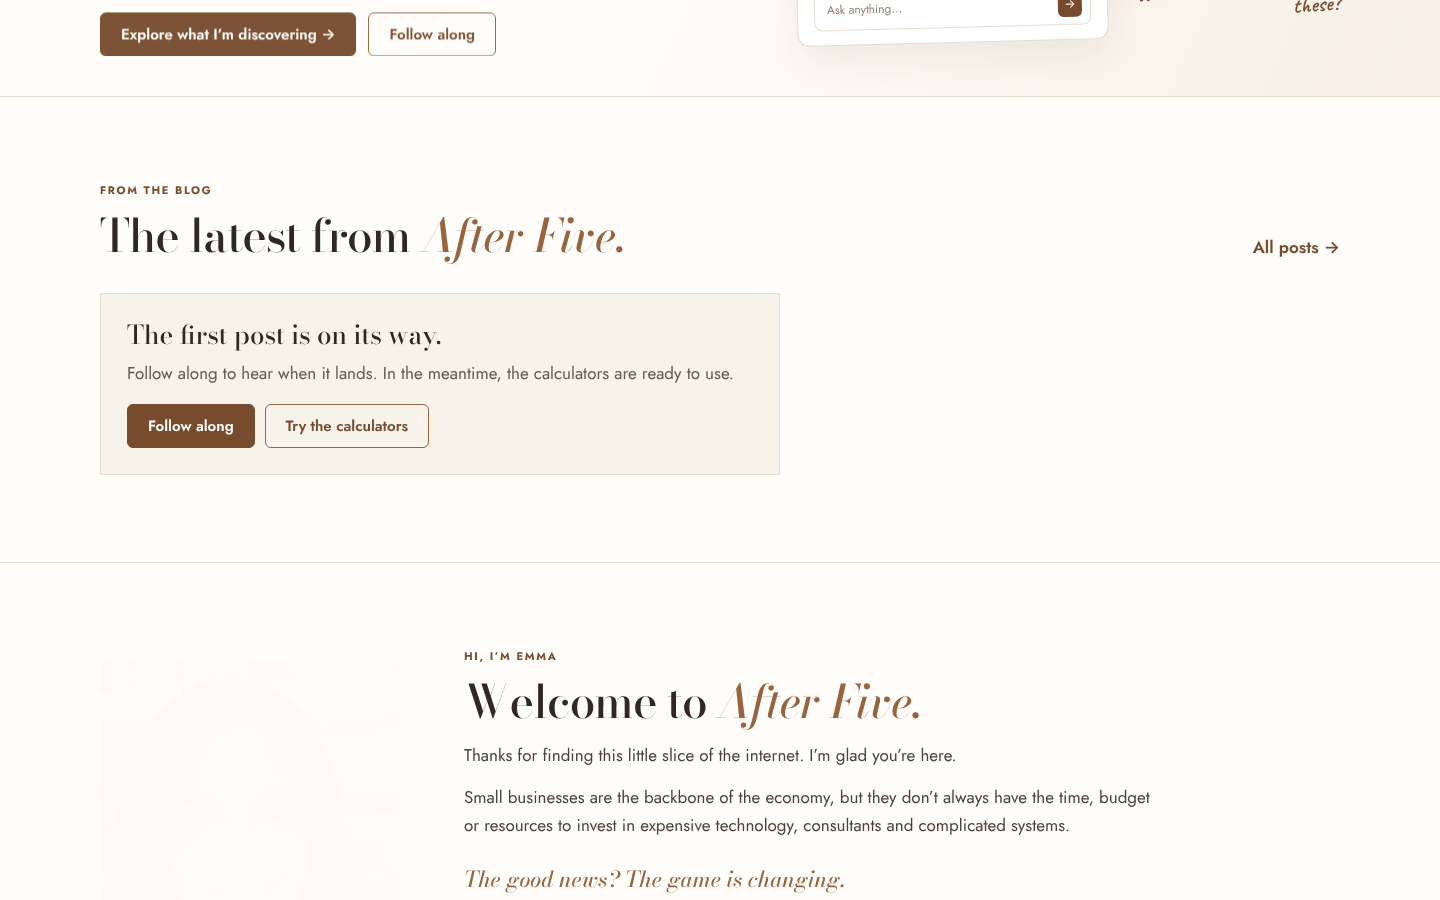 Ask anything...
→
these?
Explore what I'm discovering →
Follow along
FROM THE BLOG
The latest from After Five.
All posts →
The first post is on its way.
Follow along to hear when it lands. In the meantime, the calculators are ready to use.
Follow along
Try the calculators
HI, I'M EMMA
Welcome to After Five.
Thanks for finding this little slice of the internet. I'm glad you're here.
Small businesses are the backbone of the economy, but they don't always have the time, budget
or resources to invest in expensive technology, consultants and complicated systems.
The good news? The game is changing.